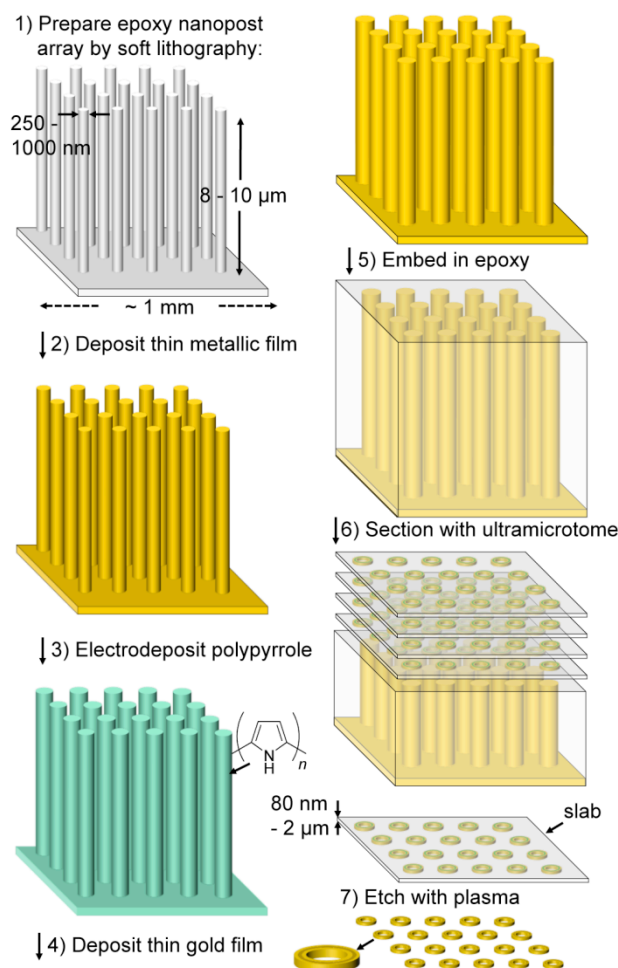 1) Prepare epoxy nanopost
array by soft lithography:
250 -
1000 nm
8 - 10 µm
~ 1 mm
2) Deposit thin metallic film
3) Electrodeposit polypyrrole
N
H
n
4) Deposit thin gold film
5) Embed in epoxy
6) Section with ultramicrotome
80 nm
- 2 µm
slab
7) Etch with plasma